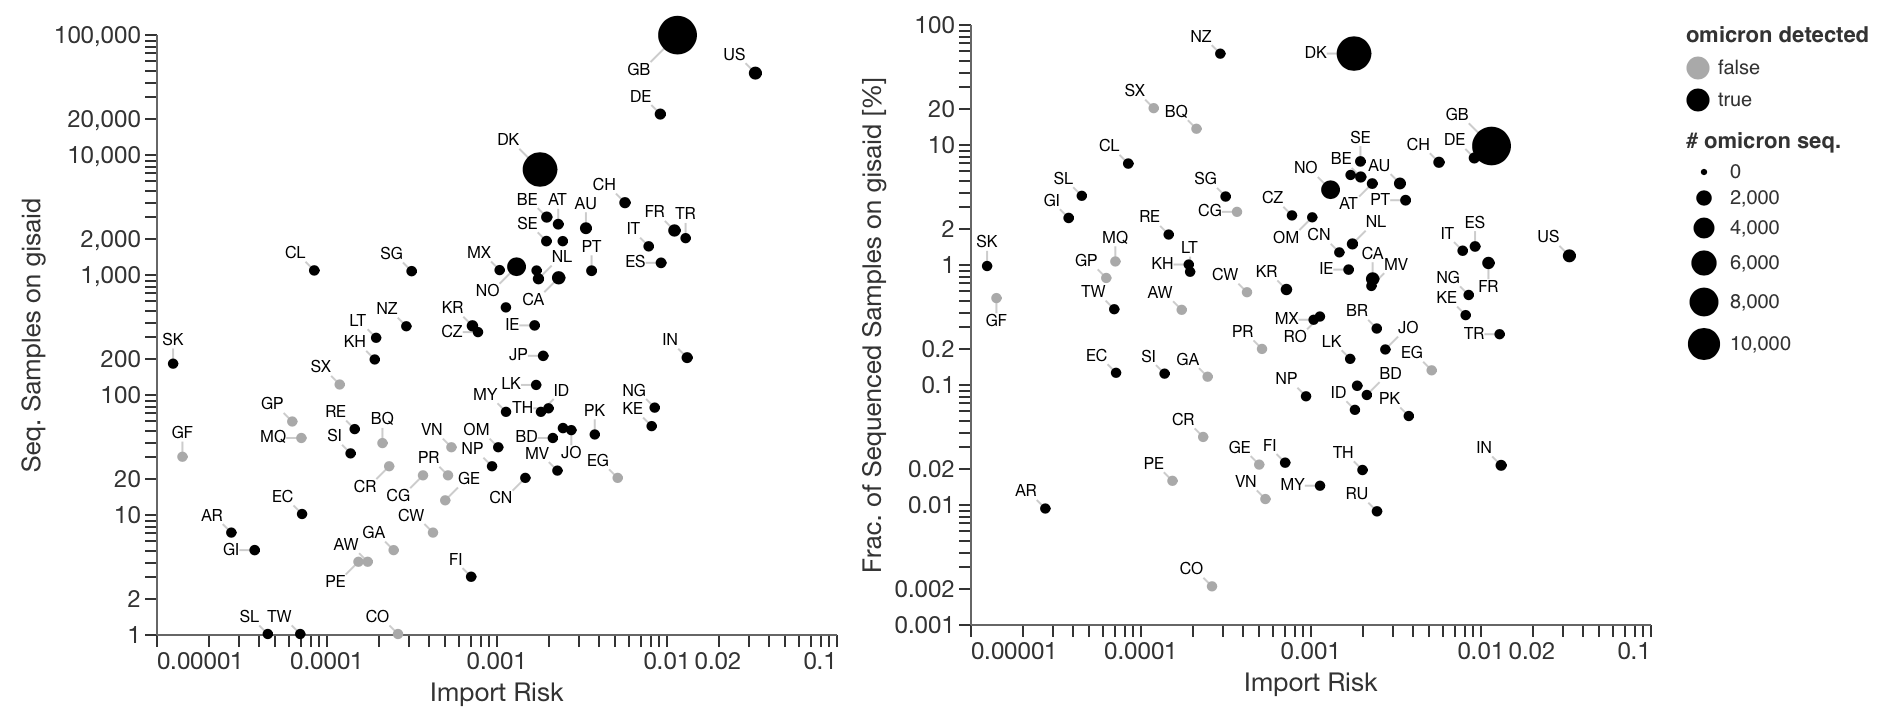 100,000
20,000
10,000
2,000
1,000
200
100
20
10
2
1
Seq. Samples on gisaid
0.00001 0.0001 0.001 0.01 0.02 0.1
Import Risk
GB
US
DE
DK
CH
BE AT AU
FR TR
SE
IT
PT
CL
SG
MX
NL
ES
NO
CA
NZ
KR
LT
CZ
IE
SK
KH
IN
JP
SX
LK
ID
NG
MY
GP
TH
KE
RE
PK
BQ
GF
MQ
SI
VN
OM
BD
NP
MV JO
PR
EG
CR
CG
GE
CN
EC
AR
CW
GI
GA
AW
FI
PE
SL TW CO
100
20
10
2
1
0.2
0.1
0.02
0.01
0.002
0.001
Frac. of Sequenced Samples on gisaid [%]
0.00001 0.0001 0.001 0.01 0.02 0.1
Import Risk
NZ
DK
SX
BQ
GB
SE
DE
CL
CH
BE
NO
AU
SL
SG
CZ
AT PT
GI
CG
RE
NL
ES
OM CN
IT
US
SK
MQ
LT
CA
GP
KH
IE
MV
CW
KR
NG
FR
TW
AW
KE
GF
BR
MX
JO
PR
RO
TR
LK
EC
SI
GA
EG
NP
BD
ID
PK
CR
GE FI
TH
IN
PE
VN
MY
AR
RU
CO
omicron detected
false
true
# omicron seq.
0
2,000
4,000
6,000
8,000
10,000